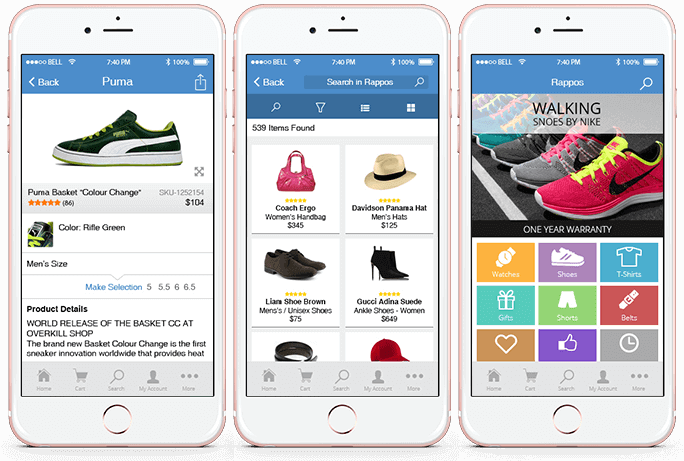 BELL 7:40 PM 100%
Back Puma
Puma Basket "Colour Change" SKU-1252154
(86) $104
Color: Rifle Green
Men's Size
Make Selection 5 5.5 6 6.5
Product Details
WORLD RELEASE OF THE BASKET CC AT
OVERKILL SHOP
The brand new Basket Colour Change is the first
sneaker innovation worldwide that provides heat
Home Cart Search My Account More
BELL 7:40 PM 100%
Back Search in Rappos
539 Items Found
Coach Ergo
Women's Handbag
$345
Davidson Panama Hat
Men's Hats
$125
Liam Shoe Brown
Men's / Unisex Shoes
$75
Gucci Adina Suede
Ankle Shoes - Women
$649
Home Cart Search My Account More
BELL 7:40 PM 100%
Rappos
WALKING
SNOES BY NIKE
ONE YEAR WARRANTY
Watches Shoes T-Shirts
Gifts Shorts Belts
Home Cart Search My Account More